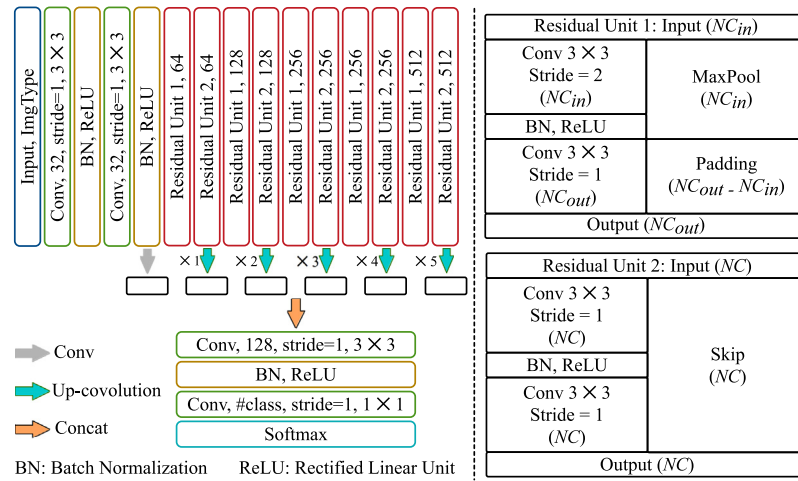 Input, ImgType
Conv, 32, stride=1, 3 × 3
BN, ReLU
Conv, 32, stride=1, 3 × 3
BN, ReLU
Residual Unit 1, 64
Residual Unit 2, 64
Residual Unit 1, 128
Residual Unit 2, 128
Residual Unit 1, 256
Residual Unit 2, 256
Residual Unit 1, 256
Residual Unit 2, 256
Residual Unit 1, 512
Residual Unit 2, 512
× 1
× 2
× 3
× 4
× 5
Conv, 128, stride=1, 3 × 3
BN, ReLU
Conv, #class, stride=1, 1 × 1
Softmax
Conv
Up-covolution
Concat
BN: Batch Normalization
ReLU: Rectified Linear Unit
Residual Unit 1: Input (NCin)
Conv 3 × 3
Stride = 2
(NCin)
BN, ReLU
Conv 3 × 3
Stride = 1
(NCout)
MaxPool
(NCin)
Padding
(NCout - NCin)
Output (NCout)
Residual Unit 2: Input (NC)
Conv 3 × 3
Stride = 1
(NC)
BN, ReLU
Conv 3 × 3
Stride = 1
(NC)
Skip
(NC)
Output (NC)